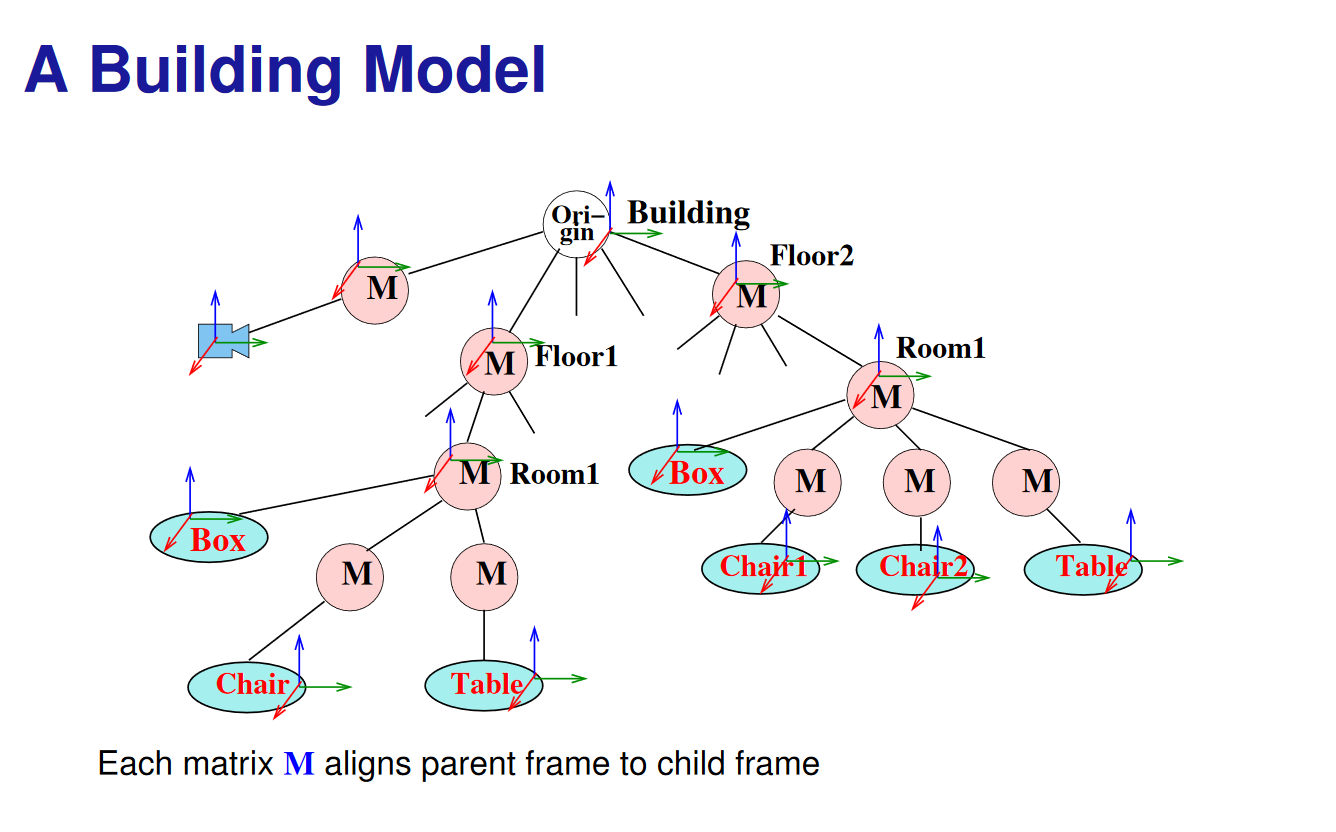 A Building Model
Ori–
gin
Building
Floor2
M
M
M
Floor1
Room1
M
M
Room1
Box
M
M
M
Box
Chair1
Chair2
Table
M
M
Chair
Table
Each matrix M aligns parent frame to child frame